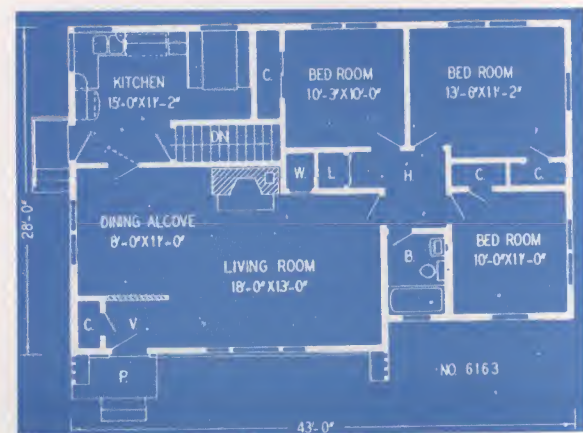 KITCHEN
15'-0"X11'-2"
C.
BED ROOM
10'-3"X10'-0"
BED ROOM
13'-6"X11'-2"
DN
W.
L.
H.
C.
C.
28'-0"
DINING ALCOVE
8'-0"X11'-0"
LIVING ROOM
18'-0"X13'-0"
B.
BED ROOM
10'-0"X11'-0"
C.
V.
P.
NO. 6163
43'-0"